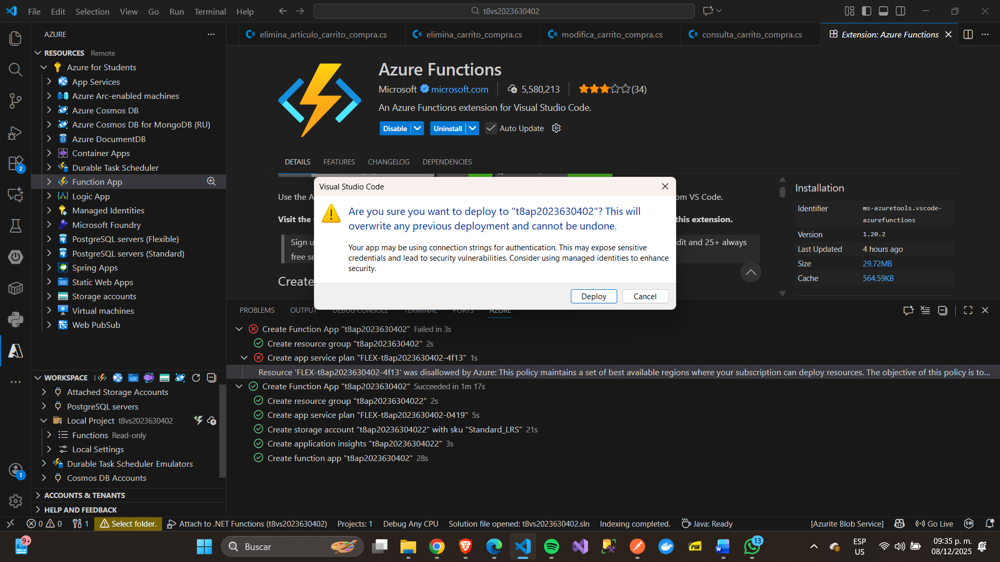 File Edit Selection View Go Run Terminal Help
t8vs2023630402
AZURE
RESOURCES Remote
Azure for Students
App Services
Azure Arc-enabled machines
Azure Cosmos DB
Azure Cosmos DB for MongoDB (RU)
Azure DocumentDB
Container Apps
Durable Task Scheduler
Function App
Logic App
Managed Identities
Microsoft Foundry
PostgreSQL servers (Flexible)
PostgreSQL servers (Standard)
Spring Apps
Static Web Apps
Storage accounts
Virtual machines
Web PubSub
2
WORKSPACE
Attached Storage Accounts
PostgreSQL servers
Local Project t8vs2023630402
Functions Read-only
Local Settings
Durable Task Scheduler Emulators
Cosmos DB Accounts
1
ACCOUNTS & TENANTS
HELP AND FEEDBACK
elimina_articulo_carrito_compra.cs elimina_carrito_compra.cs modifica_carrito_compra.cs consulta_carrito_compra.cs Extension: Azure Functions
Azure Functions
Microsoft microsoft.com 5,580,213 (34)
An Azure Functions extension for Visual Studio Code.
Disable Uninstall Auto Update
DETAILS FEATURES CHANGELOG DEPENDENCIES
Use the A om VS Code.
Visit the this extension.
Sign u dit and 25+ always
free se
Create
Installation
Identifier ms-azuretools.vscode-
azurefunctions
Version 1.20.2
Last Updated 4 hours ago
Size 29.72MB
Cache 564.59KB
Visual Studio Code
Are you sure you want to deploy to "t8ap2023630402"? This will
overwrite any previous deployment and cannot be undone.
Your app may be using connection strings for authentication. This may expose sensitive
credentials and lead to security vulnerabilities. Consider using managed identities to enhance
security.
Deploy Cancel
PROBLEMS OUTPUT DEBUG CONSOLE TERMINAL PORTS AZURE
Create Function App "t8ap2023630402" Failed in 3s
Create resource group "t8ap2023630402" 2s
Create app service plan "FLEX-t8ap2023630402-4f13" 1s
Resource 'FLEX-t8ap2023630402-4f13' was disallowed by Azure: This policy maintains a set of best available regions where your subscription can deploy resources. The objective of this policy is to...
Create Function App "t8ap2023630402" Succeeded in 1m 17s
Create resource group "t8ap20236304022" 2s
Create app service plan "FLEX-t8ap2023630402-0419" 5s
Create storage account "t8ap20236304022" with sku "Standard_LRS" 21s
Create application insights "t8ap20236304022" 3s
Create function app "t8ap2023630402" 28s
0 0 1 Select folder. Attach to .NET Functions (t8vs2023630402) Projects: 1 Debug Any CPU Solution file opened: t8vs2023630402.sln Indexing completed. Java: Ready [Azurite Blob Service] Go Live
9+ Buscar PDF 13 ESP 09:35 p. m.
US 08/12/2025